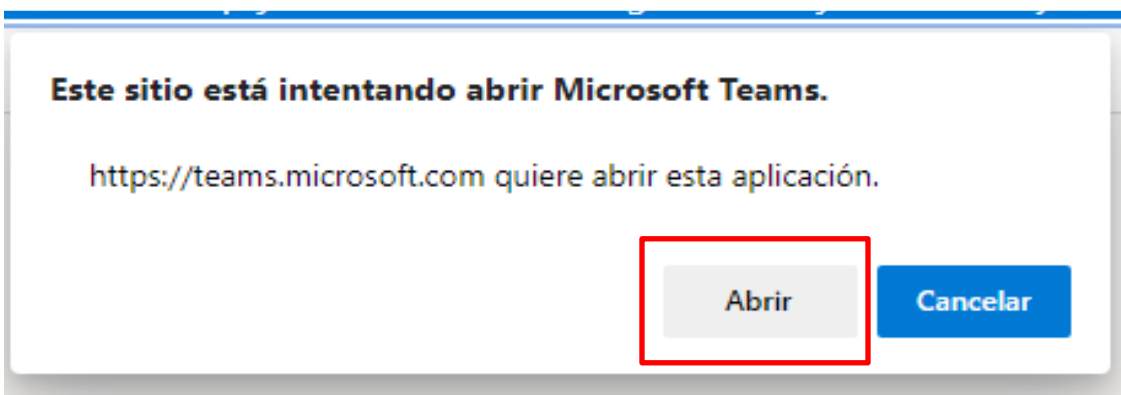 Este sitio está intentando abrir Microsoft Teams.
https://teams.microsoft.com quiere abrir esta aplicación.
Abrir
Cancelar